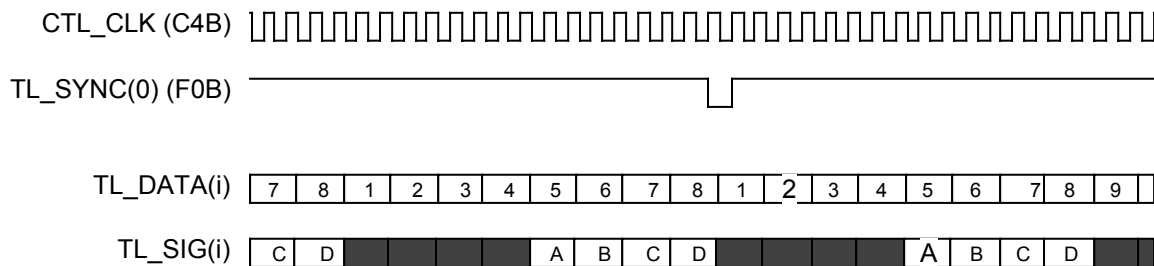 CTL_CLK (C4B)
TL_SYNC(0) (F0B)
TL_DATA(i) 7 8 1 2 3 4 5 6 7 8 1 2 3 4 5 6 7 8 9
TL_SIG(i) C D A B C D A B C D